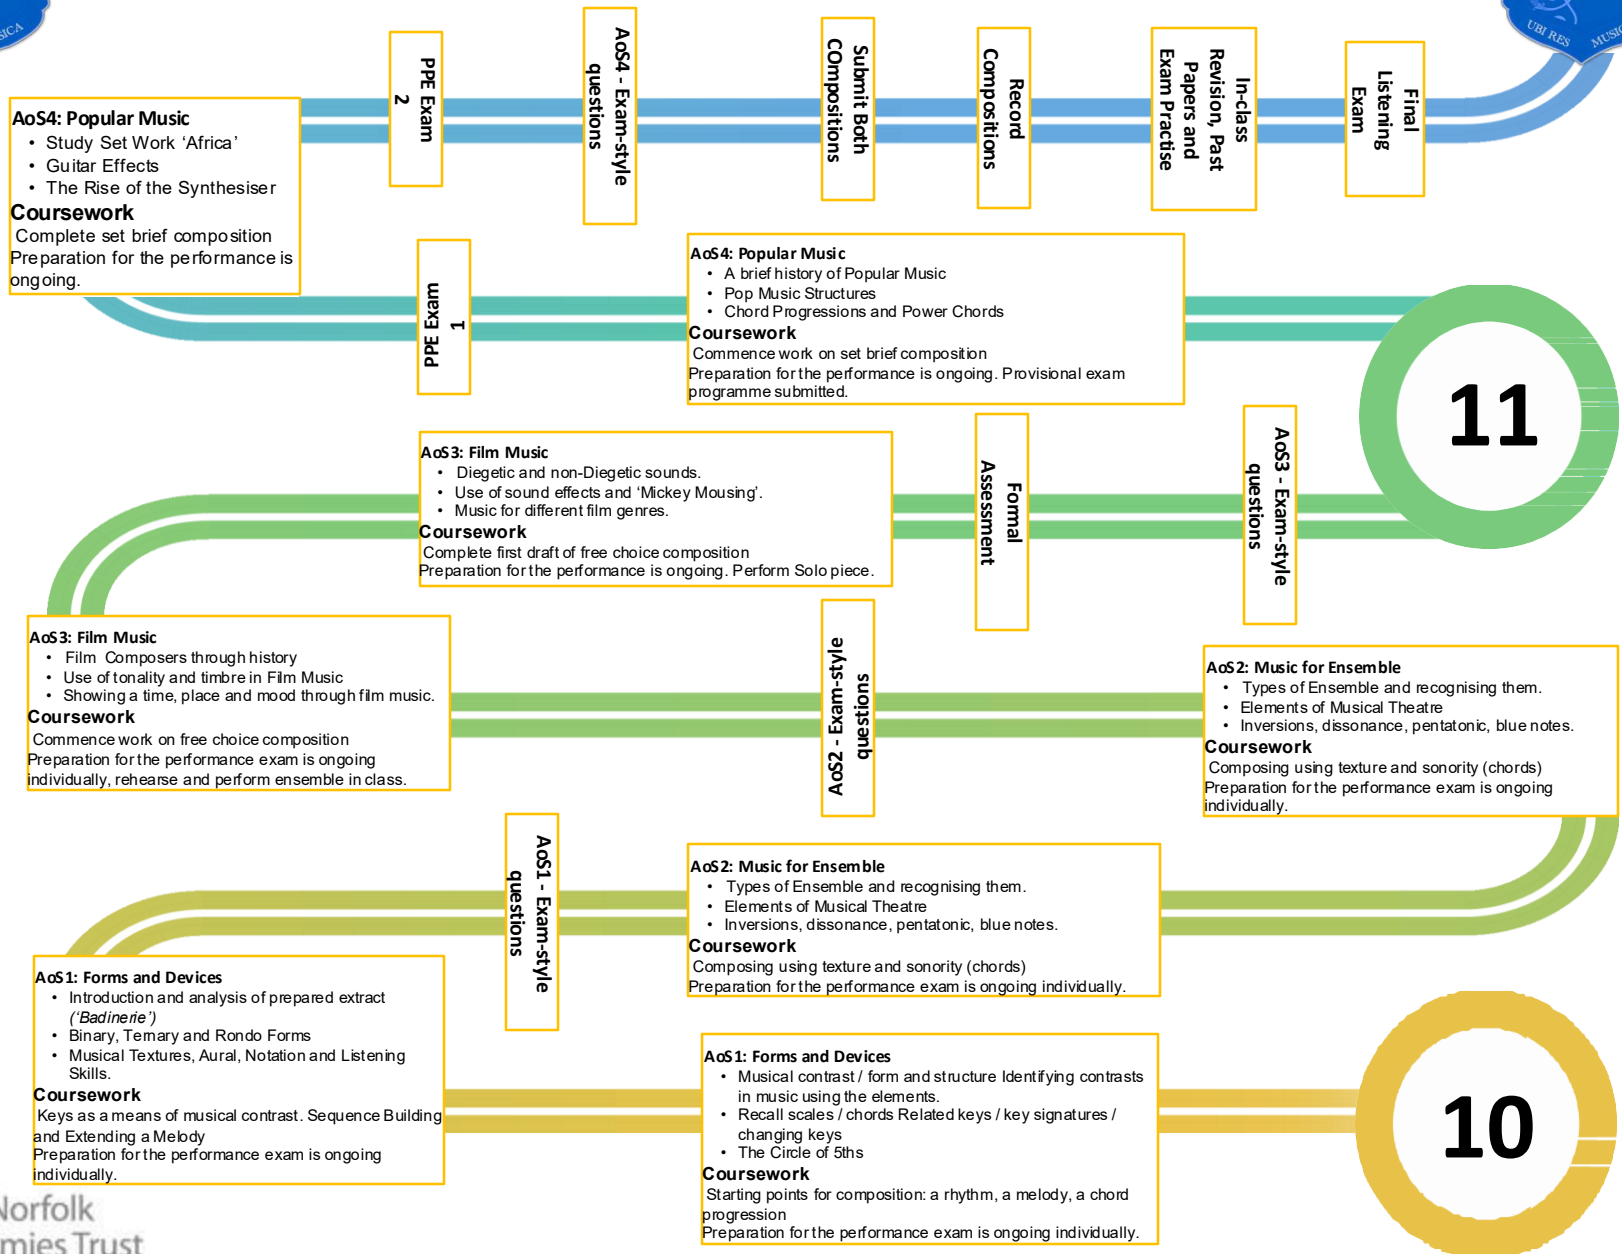 SICA
UBI RES
MUSIC
PPE Exam
2
AoS4 - Exam-style
questions
Submit Both
COmpositions
Record
Compositions
In-class
Revision, Past
Papers and
Exam Practise
Final
Listening
Exam
AoS4: Popular Music
• Study Set Work ‘Africa’
• Guitar Effects
• The Rise of the Synthesiser
Coursework
Complete set brief composition
Preparation for the performance is
ongoing.
PPE Exam
1
AoS4: Popular Music
• A brief history of Popular Music
• Pop Music Structures
• Chord Progressions and Power Chords
Coursework
Commence work on set brief composition
Preparation for the performance is ongoing. Provisional exam
programme submitted.
11
AoS3: Film Music
• Diegetic and non-Diegetic sounds.
• Use of sound effects and ‘Mickey Mousing’.
• Music for different film genres.
Coursework
Complete first draft of free choice composition
Preparation for the performance is ongoing. Perform Solo piece.
Formal
Assessment
AoS3 - Exam-style
questions
AoS3: Film Music
• Film Composers through history
• Use of tonality and timbre in Film Music
• Showing a time, place and mood through film music.
Coursework
Commence work on free choice composition
Preparation for the performance exam is ongoing
individually, rehearse and perform ensemble in class.
AoS2 - Exam-style
questions
AoS2: Music for Ensemble
• Types of Ensemble and recognising them.
• Elements of Musical Theatre
• Inversions, dissonance, pentatonic, blue notes.
Coursework
Composing using texture and sonority (chords)
Preparation for the performance exam is ongoing
individually.
AoS1 - Exam-style
questions
AoS2: Music for Ensemble
• Types of Ensemble and recognising them.
• Elements of Musical Theatre
• Inversions, dissonance, pentatonic, blue notes.
Coursework
Composing using texture and sonority (chords)
Preparation for the performance exam is ongoing individually.
AoS1: Forms and Devices
• Introduction and analysis of prepared extract
(‘Badinerie’)
• Binary, Ternary and Rondo Forms
• Musical Textures, Aural, Notation and Listening
Skills.
Coursework
Keys as a means of musical contrast. Sequence Building
and Extending a Melody
Preparation for the performance exam is ongoing
individually.
AoS1: Forms and Devices
• Musical contrast / form and structure Identifying contrasts
in music using the elements.
• Recall scales / chords Related keys / key signatures /
changing keys
• The Circle of 5ths
Coursework
Starting points for composition: a rhythm, a melody, a chord
progression
Preparation for the performance exam is ongoing individually.
10
Norfolk
mies Trust